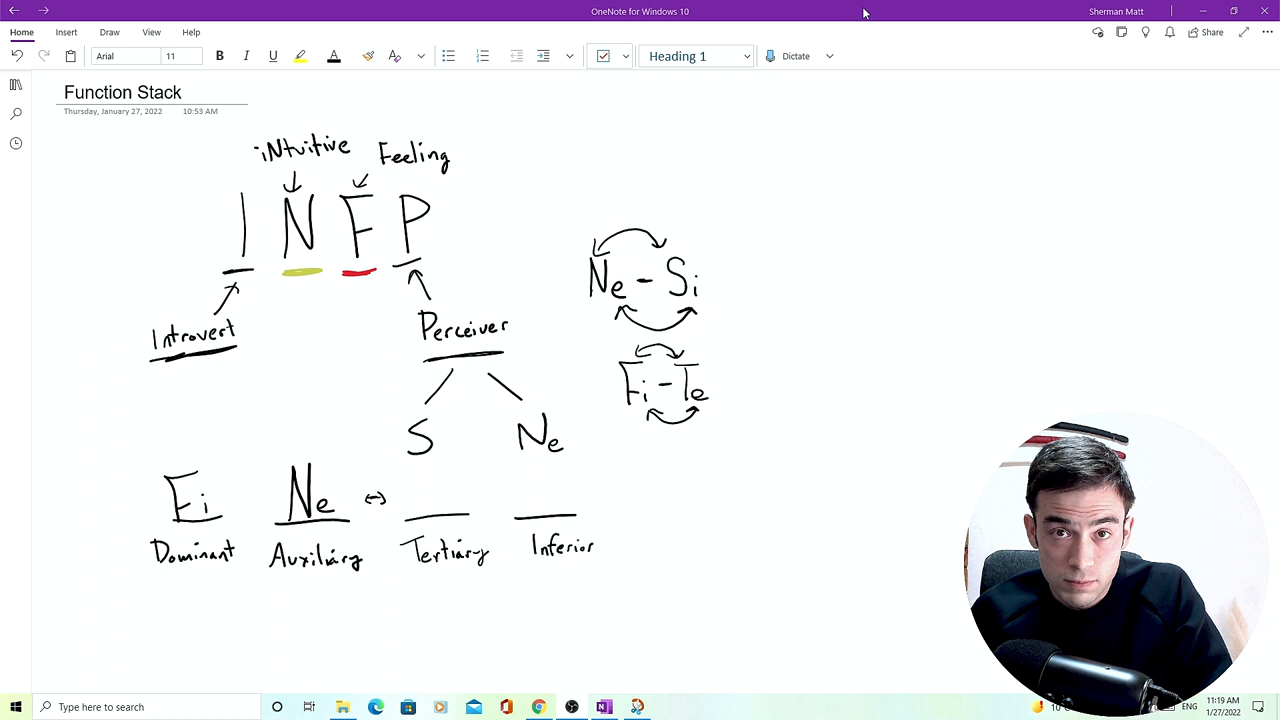 OneNote for Windows 10
Sherman Matt
Home Insert Draw View Help
Share
Arial 11 B I U A Heading 1 Dictate
Function Stack
Thursday, January 27, 2022 10:53 AM
iNtuitive Feeling
I N F P
Introvert
Perceiver
Ne - Si
Fi - Te
S Ne
Fi Ne
Dominant Auxiliary Tertiary Inferior
Type here to search
ENG
11:19 AM
1/27/2022